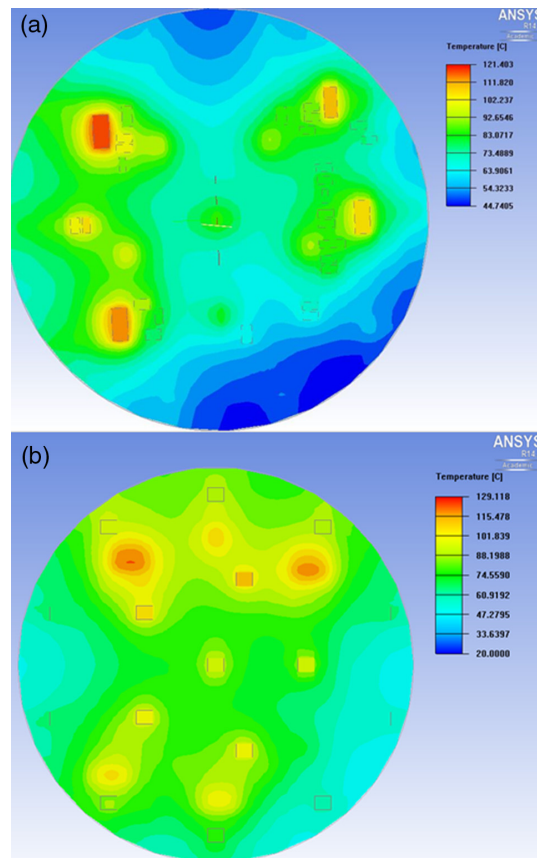 (a)
ANSYS
R14
Academic
Temperature [C]
121.403
111.820
102.237
92.6546
83.0717
73.4889
63.9061
54.3233
44.7405
(b)
ANSYS
R14
Academic
Temperature [C]
129.118
115.478
101.839
88.1988
74.5590
60.9192
47.2795
33.6397
20.0000